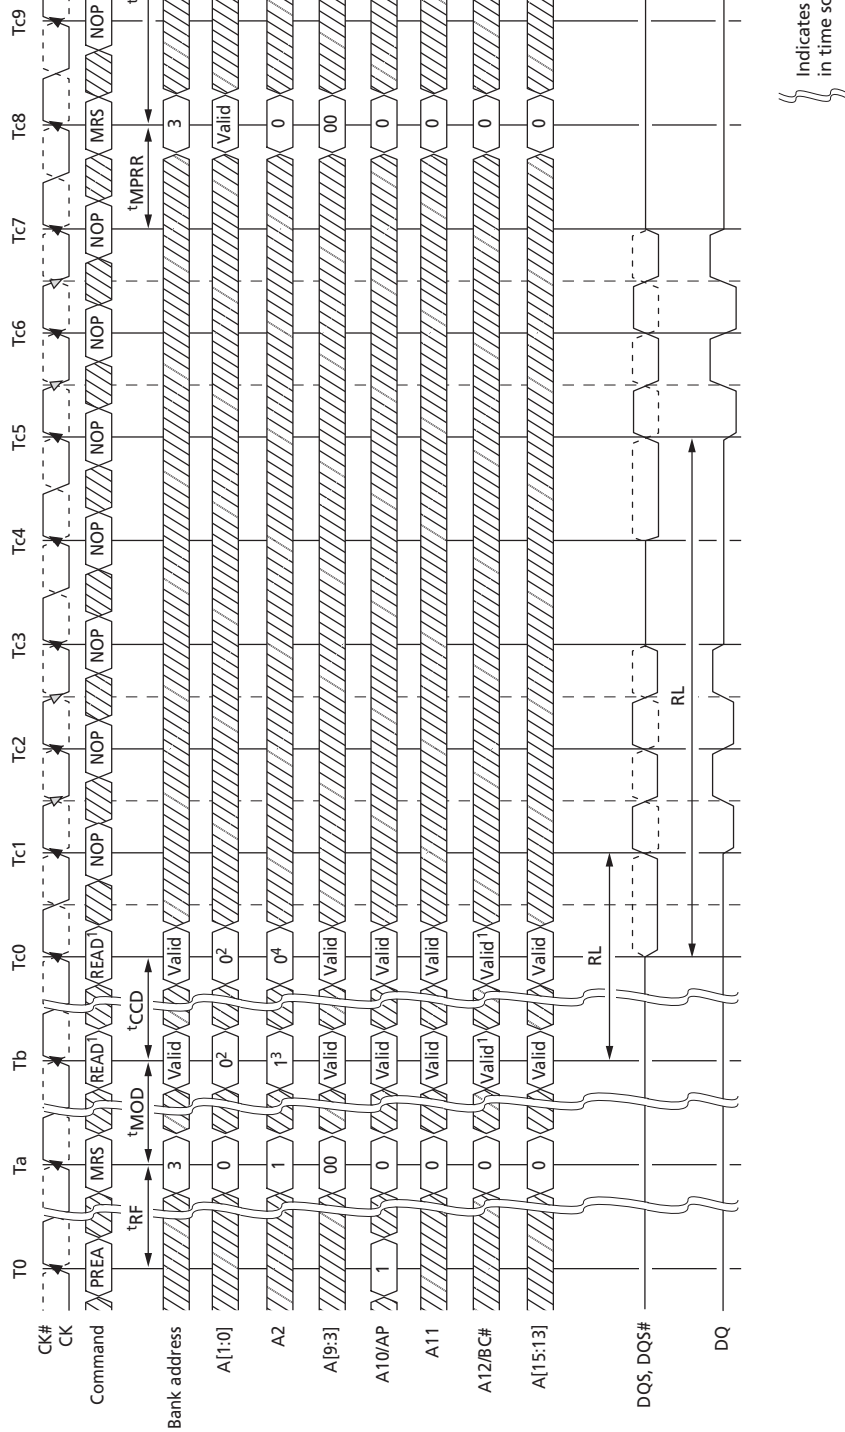 T0 Ta Tb Tc0 Tc1 Tc2 Tc3 Tc4 Tc5 Tc6 Tc7 Tc8 Tc9
CK#
CK
Command PREA MRS READ¹ READ¹ NOP NOP NOP NOP NOP NOP NOP MRS NOP
tRF tMOD tCCD tMPRR t
Bank address 3 Valid Valid 3
A[1:0] 0 0² 0² Valid
A2 1 1³ 0⁴ 0
A[9:3] 00 Valid Valid 00
A10/AP 1 0 Valid Valid 0
A11 0 Valid Valid 0
A12/BC# 0 Valid¹ Valid¹ 0
A[15:13] 0 Valid Valid 0
RL
DQS, DQS#
RL
DQ
Indicates
in time